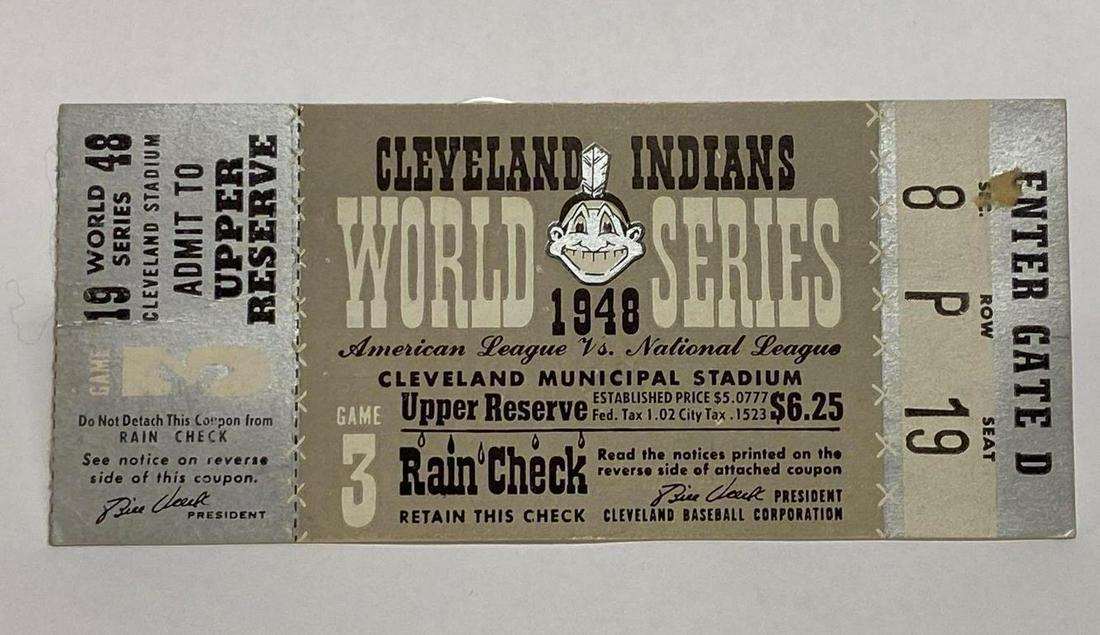 19 WORLD SERIES 48
CLEVELAND STADIUM
ADMIT TO
UPPER
RESERVE
GAME 3
Do Not Detach This Coupon from
RAIN CHECK
See notice on reverse
side of this coupon.
Bill Veeck
PRESIDENT
CLEVELAND INDIANS
WORLD SERIES
1948
American League Vs. National League
CLEVELAND MUNICIPAL STADIUM
GAME
3
Upper Reserve
ESTABLISHED PRICE $5.0777
Fed. Tax 1.02 City Tax .1523
$6.25
Rain Check
Read the notices printed on the
reverse side of attached coupon
Bill Veeck PRESIDENT
RETAIN THIS CHECK
CLEVELAND BASEBALL CORPORATION
SEC. ROW SEAT
8 P 19
ENTER GATE D